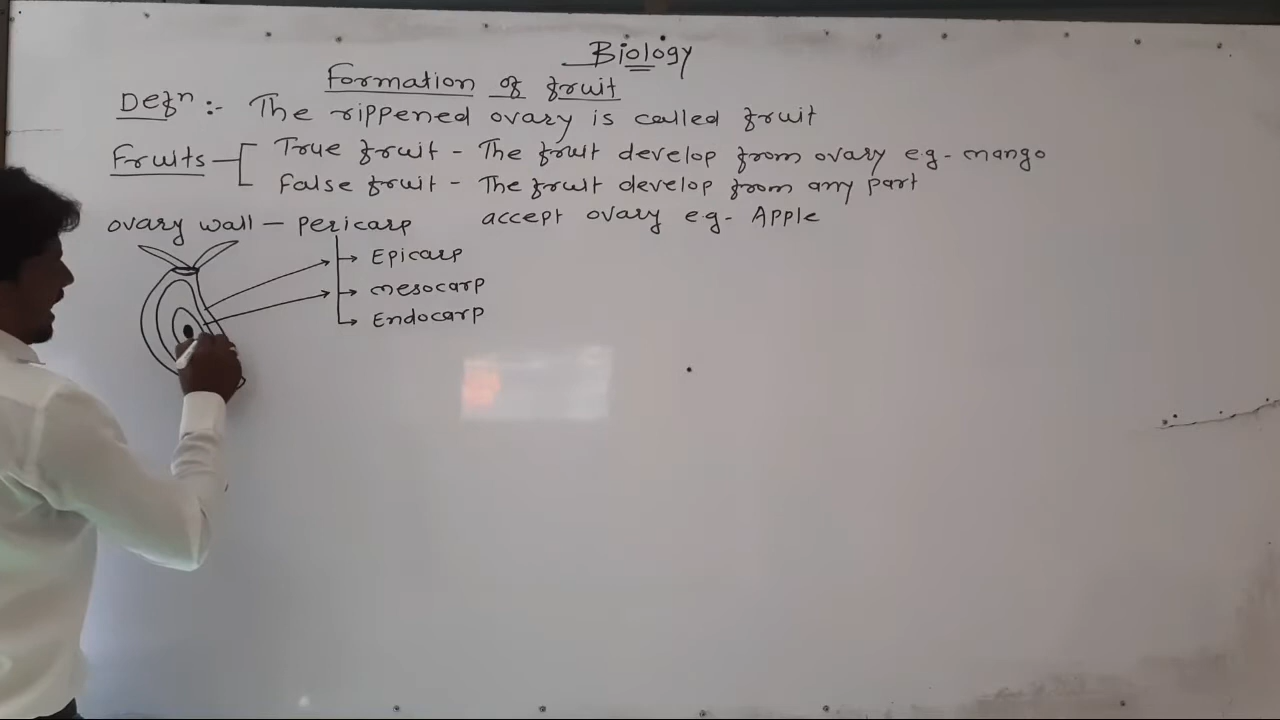 Biology
Formation of fruit
Defn :- The rippened ovary is called fruit
Fruits True fruit - The fruit develop from ovary e.g- mango
False fruit - The fruit develop from any part
accept ovary e.g- Apple
ovary wall - Pericarp
Epicarp
mesocarp
Endocarp